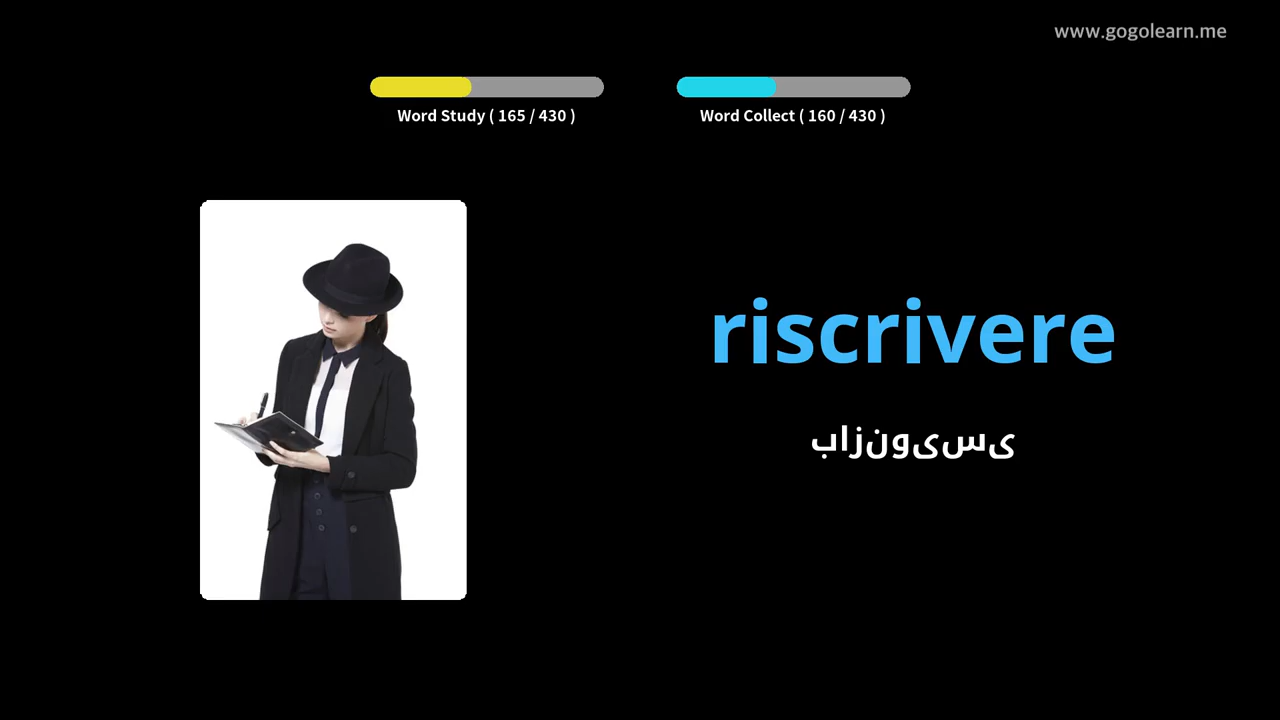 www.gogolearn.me
Word Study ( 165 / 430 )
Word Collect ( 160 / 430 )
riscrivere
بازنویسی